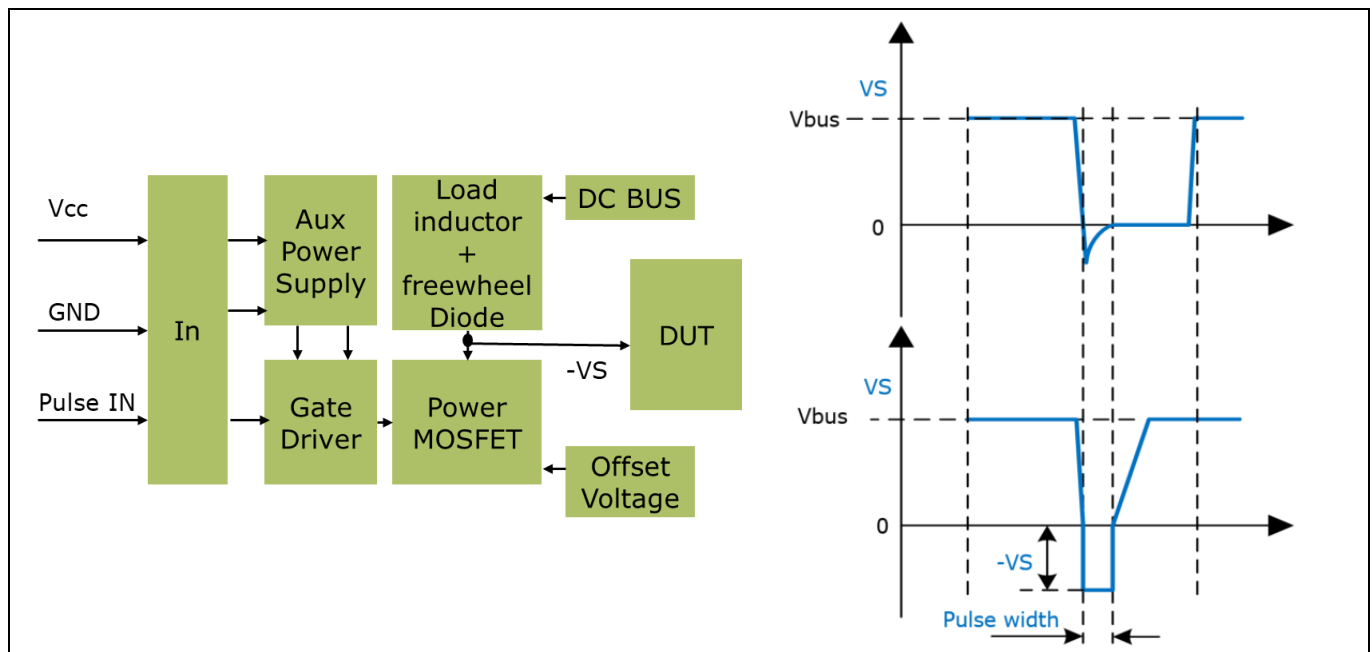 Vcc
GND
Pulse IN
In
Aux
Power
Supply
Gate
Driver
Load
inductor
+
freewheel
Diode
Power
MOSFET
DC BUS
-VS
DUT
Offset
Voltage
VS
Vbus
0
VS
Vbus
0
-VS
Pulse width